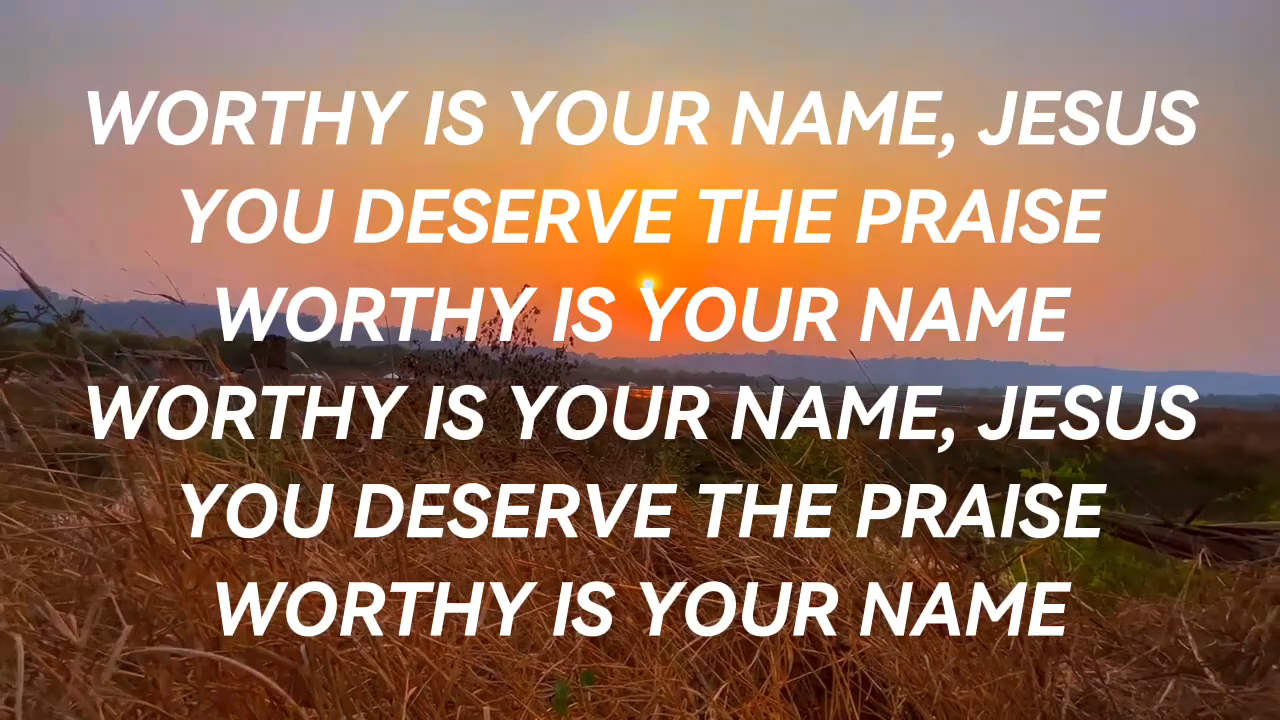 WORTHY IS YOUR NAME, JESUS
YOU DESERVE THE PRAISE
WORTHY IS YOUR NAME
WORTHY IS YOUR NAME, JESUS
YOU DESERVE THE PRAISE
WORTHY IS YOUR NAME